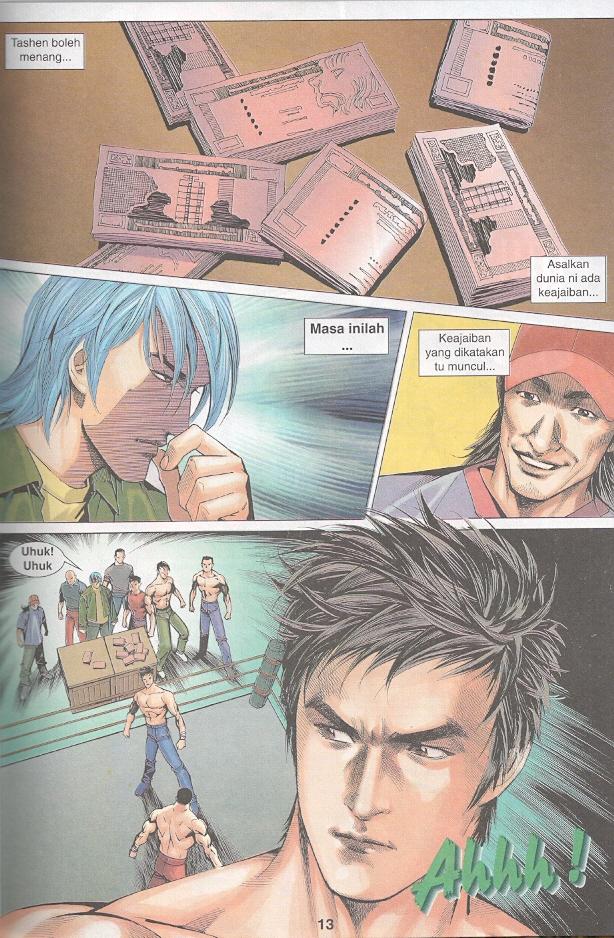 Tashen boleh
menang...
Asalkan
dunia ni ada
keajaiban...
Masa inilah
...
Keajaiban
yang dikatakan
tu muncul...
Uhuk!
Uhuk
Ahhh!
13